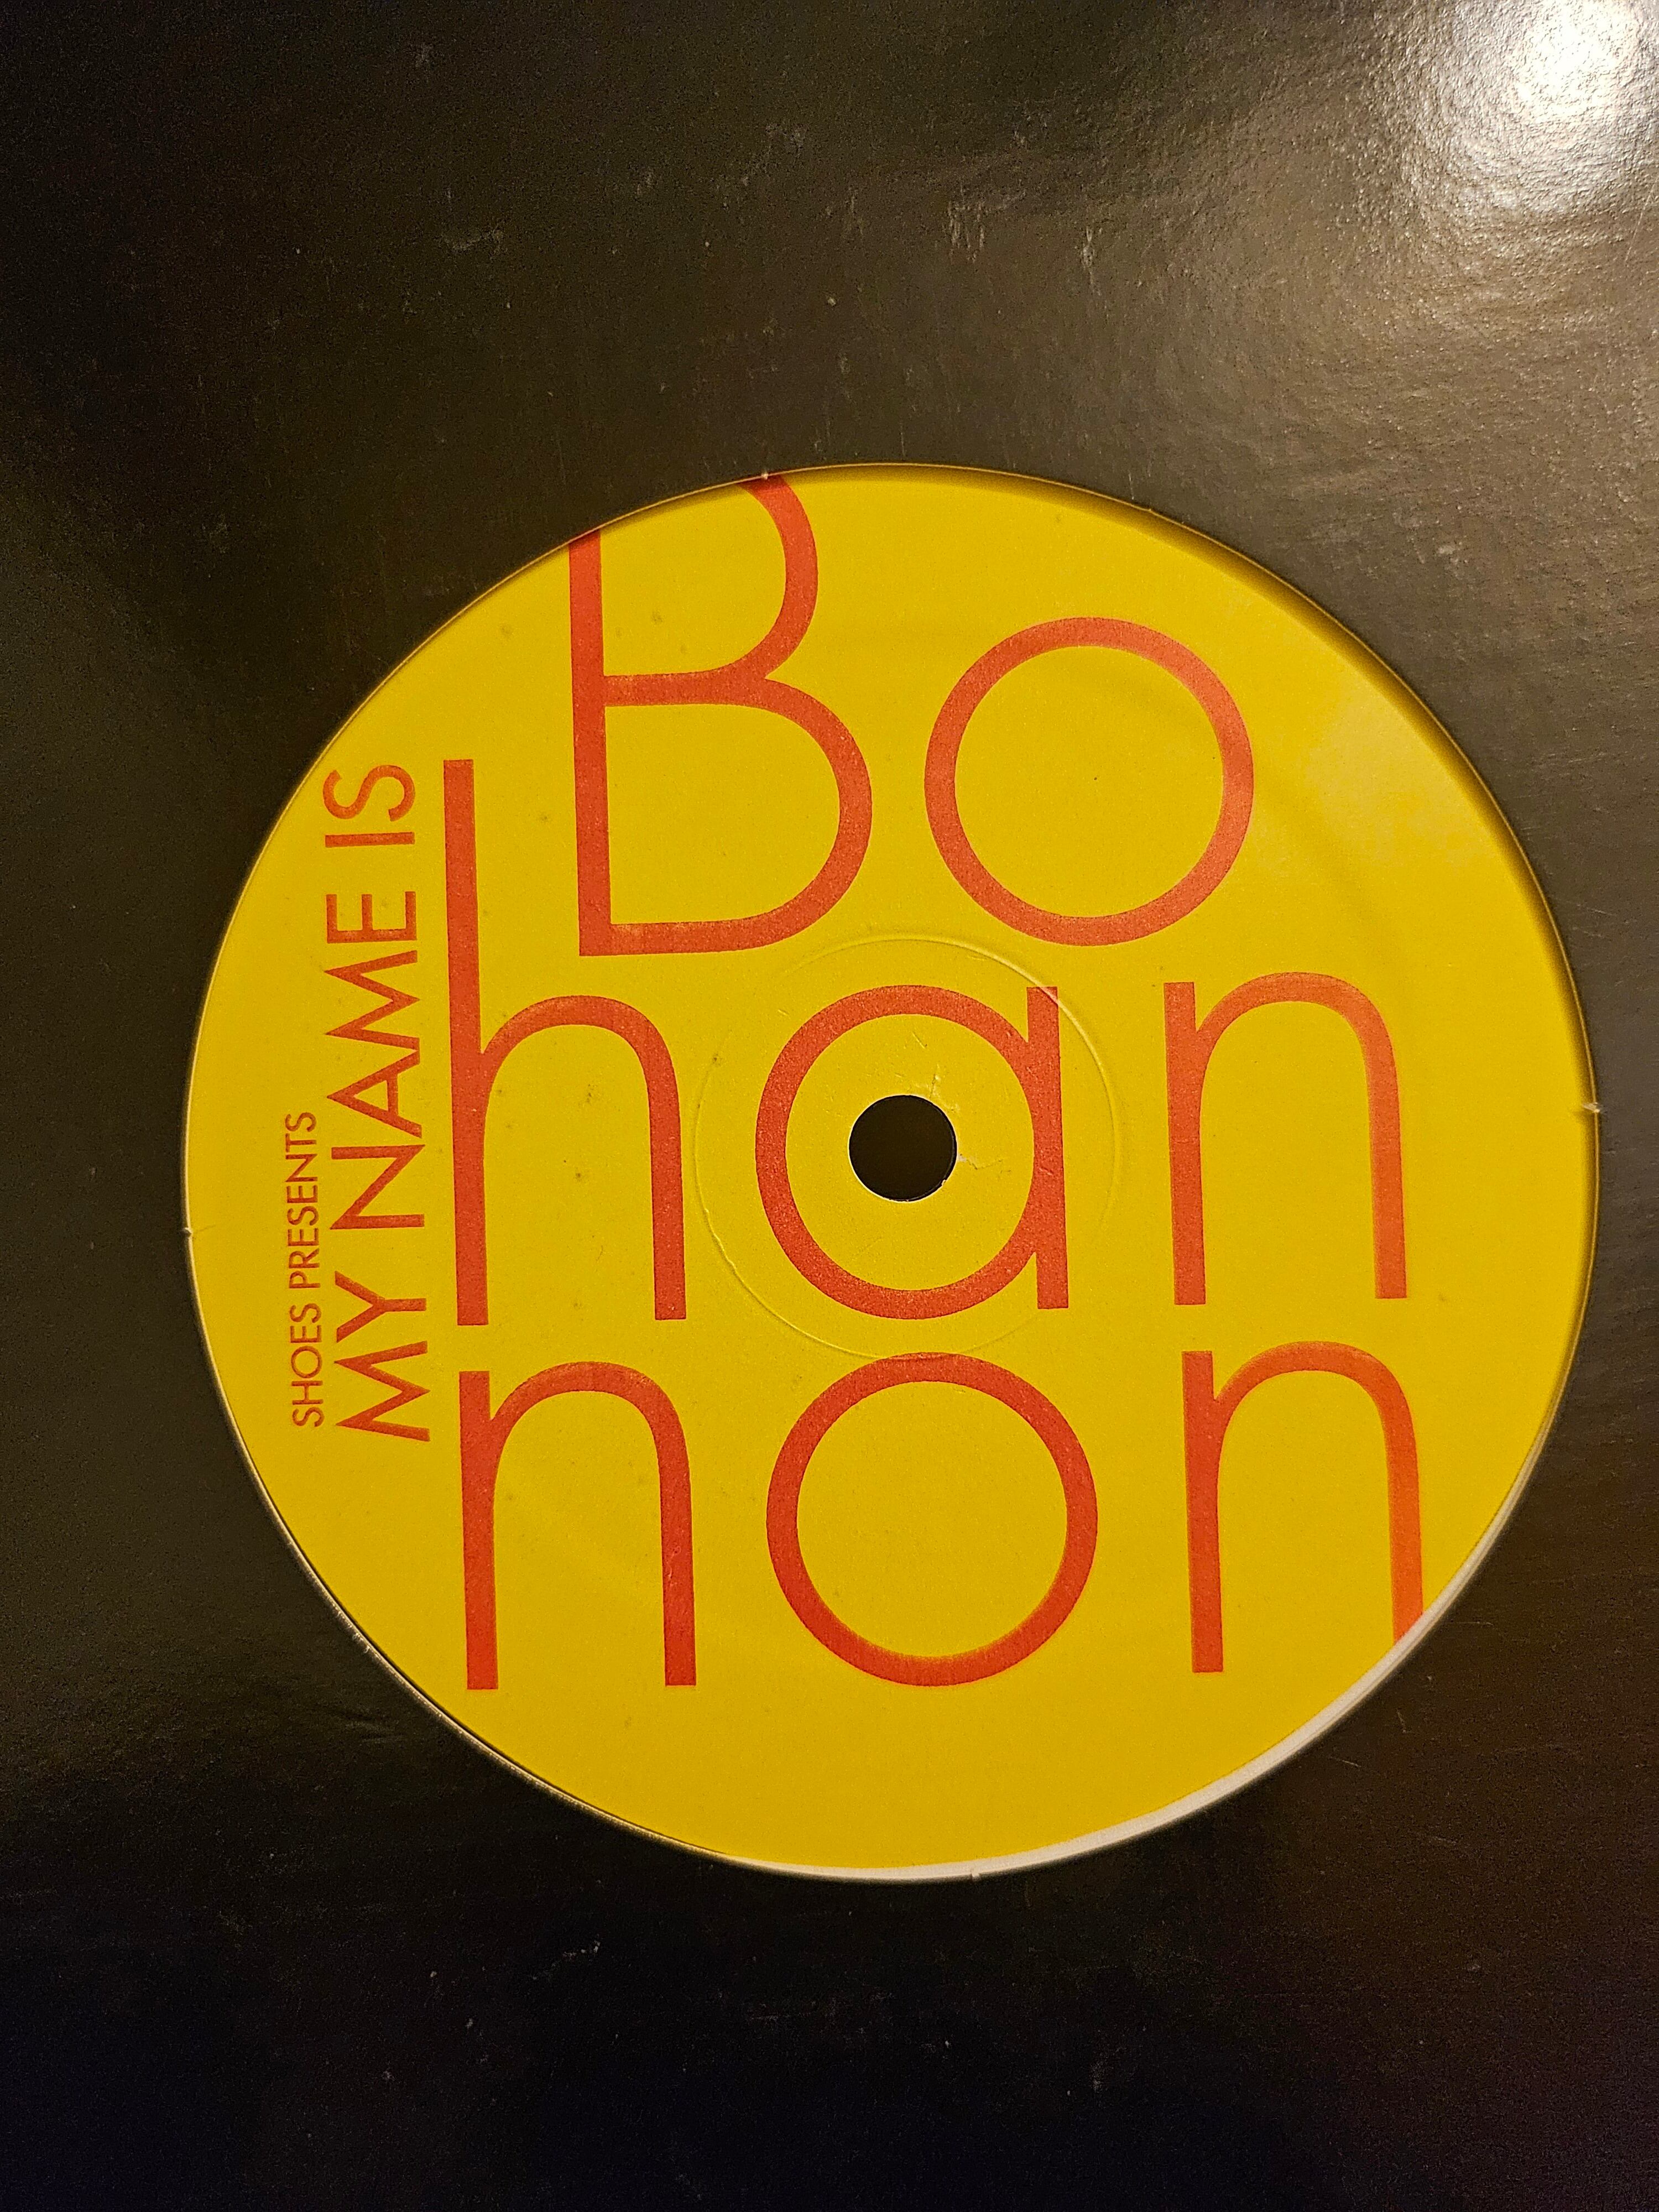 SHOES PRESENTS
MY NAME IS
Bo
han
non